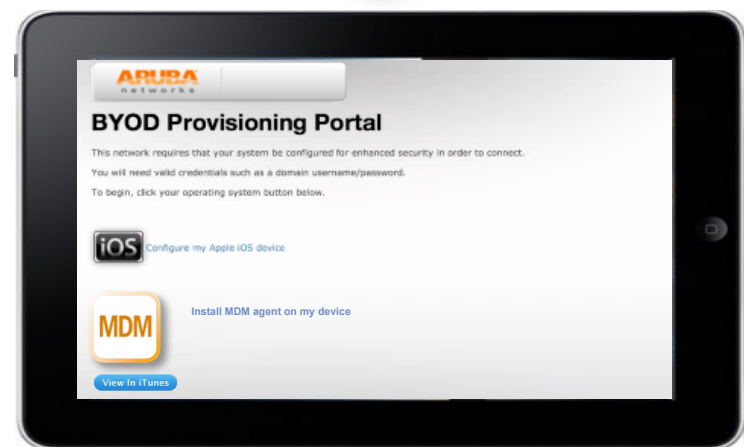 ARUBA
networks
BYOD Provisioning Portal
This network requires that your system be configured for enhanced security in order to connect.
You will need valid credentials such as a domain username/password.
To begin, click your operating system button below.
iOS Configure my Apple iOS device
MDM Install MDM agent on my device
View In iTunes